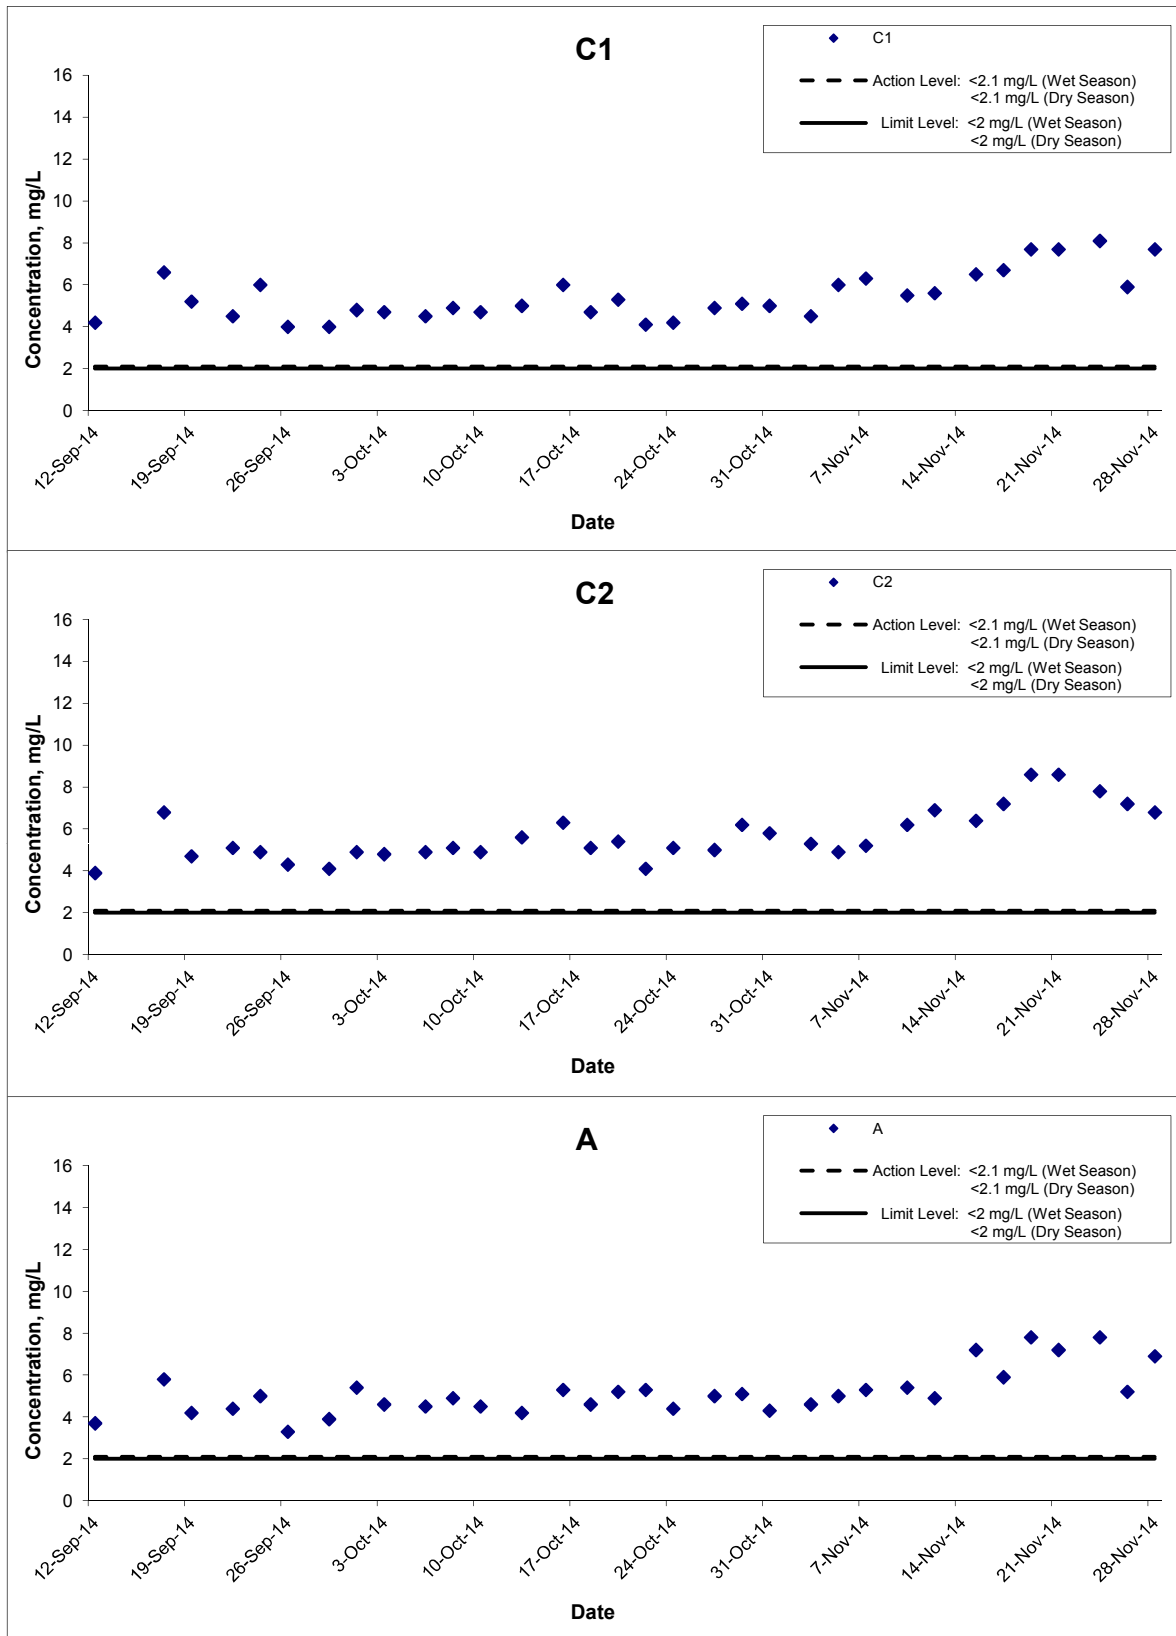 C1
C1
Action Level: <2.1 mg/L (Wet Season)
<2.1 mg/L (Dry Season)
Limit Level: <2 mg/L (Wet Season)
<2 mg/L (Dry Season)
Concentration, mg/L
16
14
12
10
8
6
4
2
0
12-Sep-14
19-Sep-14
26-Sep-14
3-Oct-14
10-Oct-14
17-Oct-14
24-Oct-14
31-Oct-14
7-Nov-14
14-Nov-14
21-Nov-14
28-Nov-14
Date
C2
C2
Action Level: <2.1 mg/L (Wet Season)
<2.1 mg/L (Dry Season)
Limit Level: <2 mg/L (Wet Season)
<2 mg/L (Dry Season)
Concentration, mg/L
16
14
12
10
8
6
4
2
0
12-Sep-14
19-Sep-14
26-Sep-14
3-Oct-14
10-Oct-14
17-Oct-14
24-Oct-14
31-Oct-14
7-Nov-14
14-Nov-14
21-Nov-14
28-Nov-14
Date
A
A
Action Level: <2.1 mg/L (Wet Season)
<2.1 mg/L (Dry Season)
Limit Level: <2 mg/L (Wet Season)
<2 mg/L (Dry Season)
Concentration, mg/L
16
14
12
10
8
6
4
2
0
12-Sep-14
19-Sep-14
26-Sep-14
3-Oct-14
10-Oct-14
17-Oct-14
24-Oct-14
31-Oct-14
7-Nov-14
14-Nov-14
21-Nov-14
28-Nov-14
Date